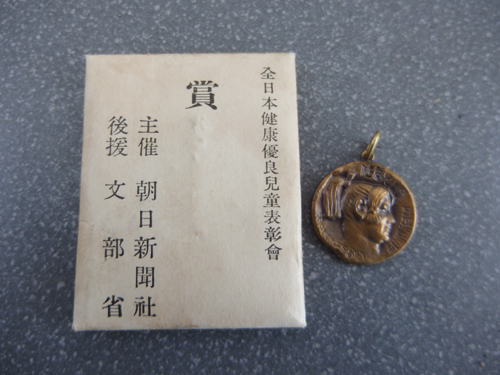 全日本健康優良兒童表彰會
賞
主催 朝日新聞社
後援 文部省